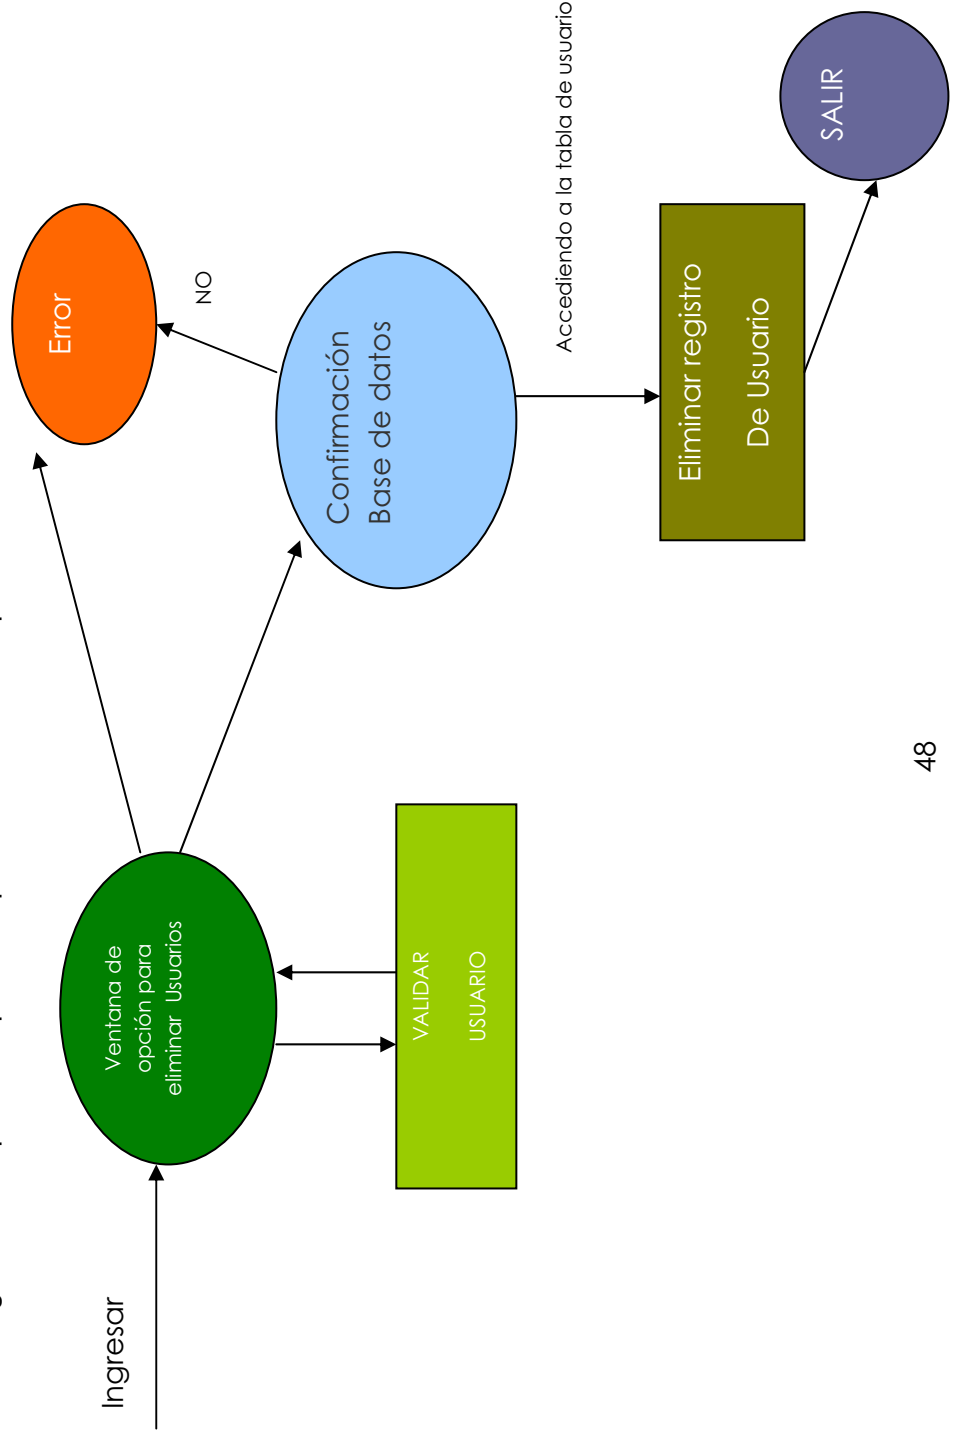 Ingresar
Ventana de
opción para
eliminar Usuarios
VALIDAR
USUARIO
Error
NO
Confirmación
Base de datos
Accediendo a la tabla de usuario
Eliminar registro
De Usuario
SALIR
48